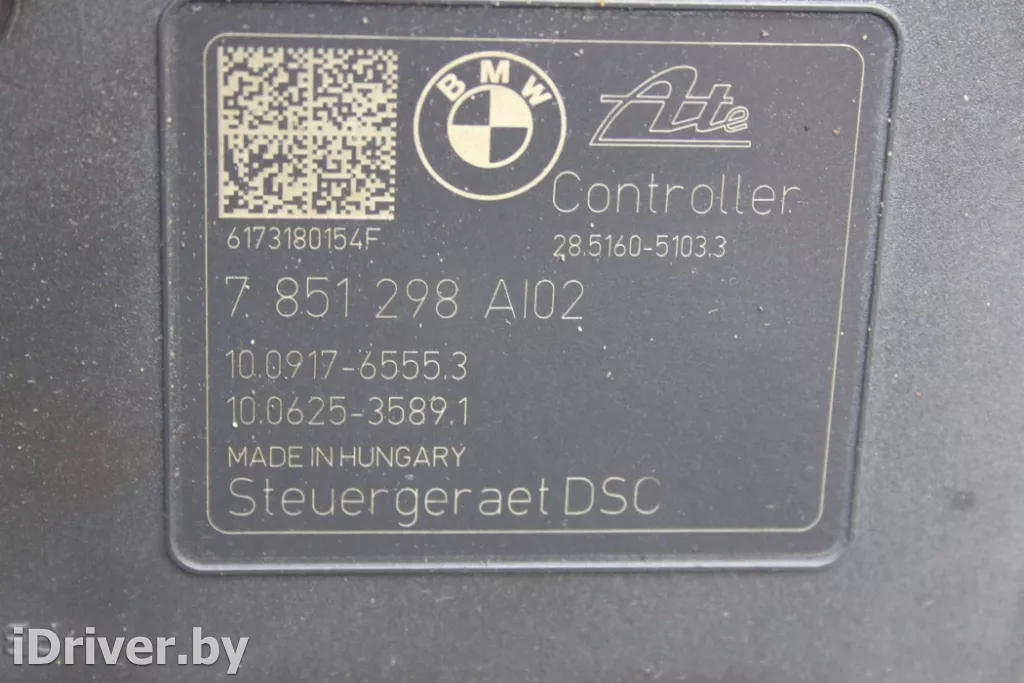 BMW
Ate
Controller
6173180154F
28.5160-5103.3
7 851 298 AI02
10.0917-6555.3
10.0625-3589.1
MADE IN HUNGARY
Steuergeraet DSC
iDriver.by